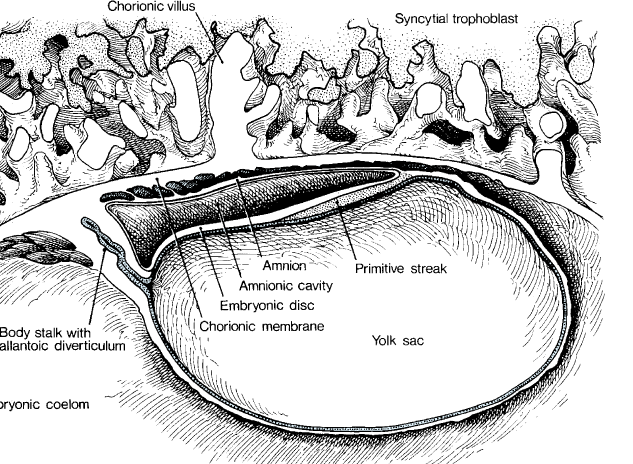 Chorionic villus
Syncytial trophoblast
Amnion
Primitive streak
Amnionic cavity
Embryonic disc
Chorionic membrane
Body stalk with
allantoic diverticulum
Yolk sac
bryonic coelom